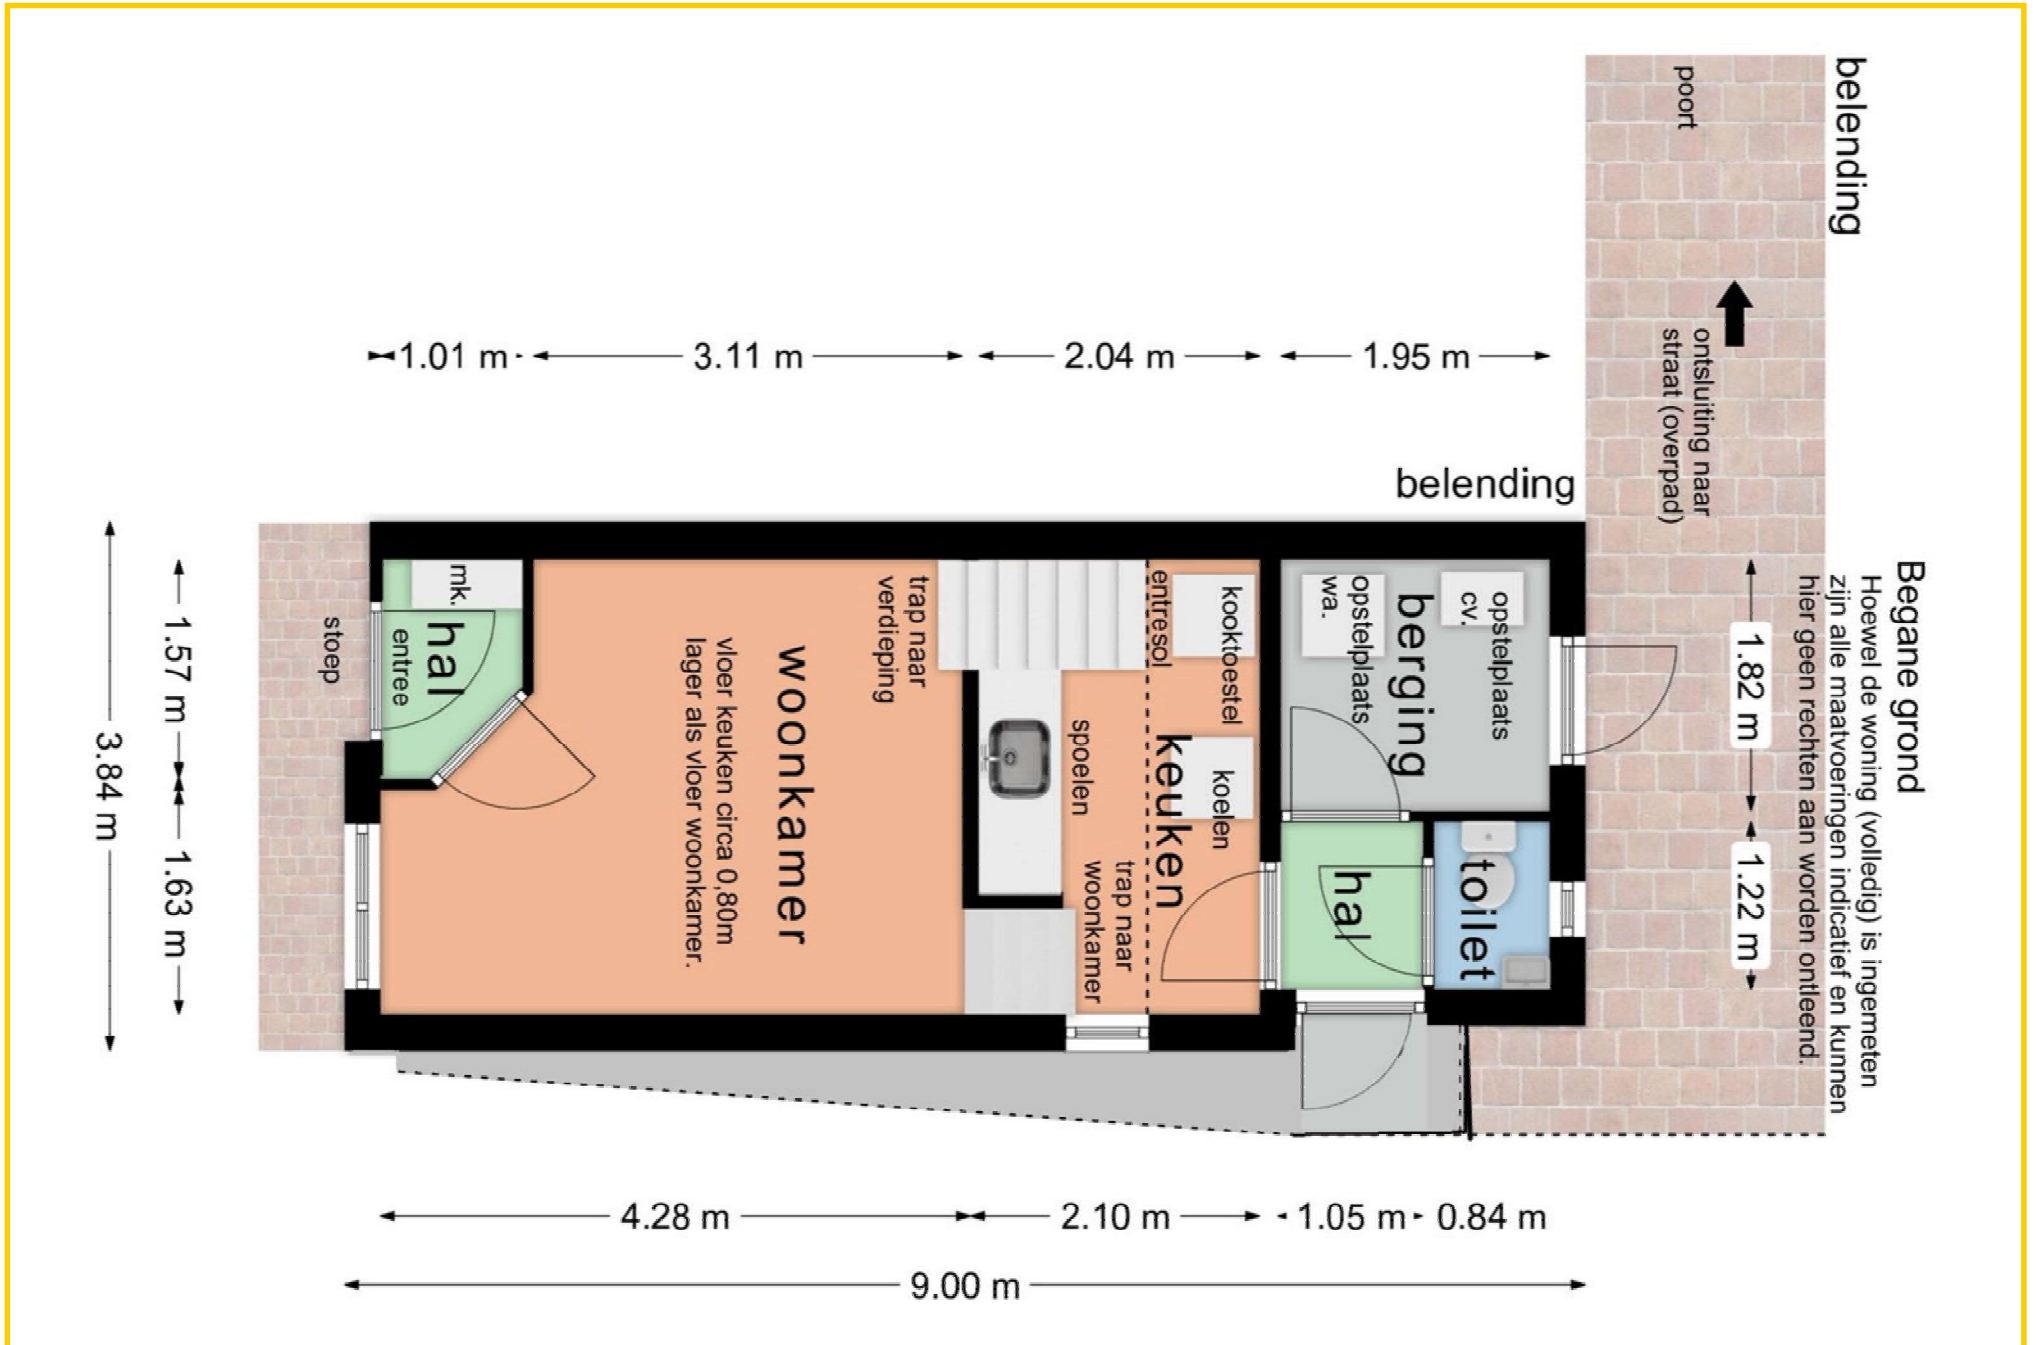 belending
poort
ontsluiting naar
straat (overpad)
1.01 m
3.11 m
2.04 m
1.95 m
belending
Begane grond
Hoewel de woning (volledig) is ingemeten
zijn alle maatvoeringen indicatief en kunnen
hier geen rechten aan worden ontleend.
3.84 m
1.57 m
1.63 m
stoep
mk.
hal
entree
woonkamer
vloer keuken circa 0,80m
lager als vloer woonkamer.
trap naar
verdieping
entresol
kooktoestel
spoelen
koelen
keuken
trap naar
woonkamer
opstelplaats
wa.
berging
opstelplaats
cv.
hal
toilet
1.82 m
1.22 m
4.28 m
2.10 m
1.05 m
0.84 m
9.00 m